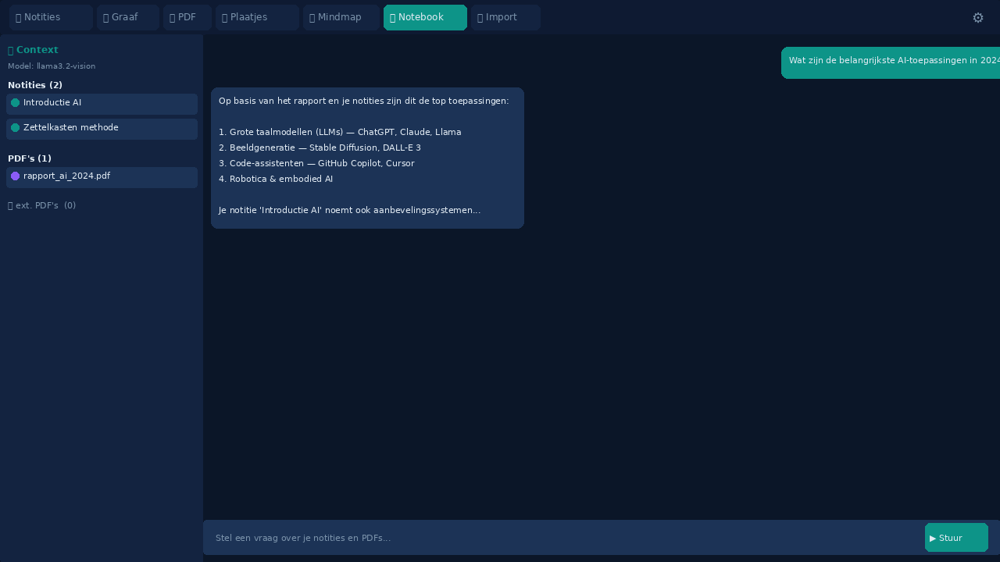 Notities
Graaf
PDF
Plaatjes
Mindmap
Notebook
Import
Context
Model: llama3.2-vision
Notities (2)
Introductie AI
Zettelkasten methode
PDF's (1)
rapport_ai_2024.pdf
ext. PDF's (0)
Wat zijn de belangrijkste AI-toepassingen in 2024
Op basis van het rapport en je notities zijn dit de top toepassingen:
1. Grote taalmodellen (LLMs) — ChatGPT, Claude, Llama
2. Beeldgeneratie — Stable Diffusion, DALL-E 3
3. Code-assistenten — GitHub Copilot, Cursor
4. Robotica & embodied AI
Je notitie 'Introductie AI' noemt ook aanbevelingssystemen...
Stel een vraag over je notities en PDFs...
▶ Stuur